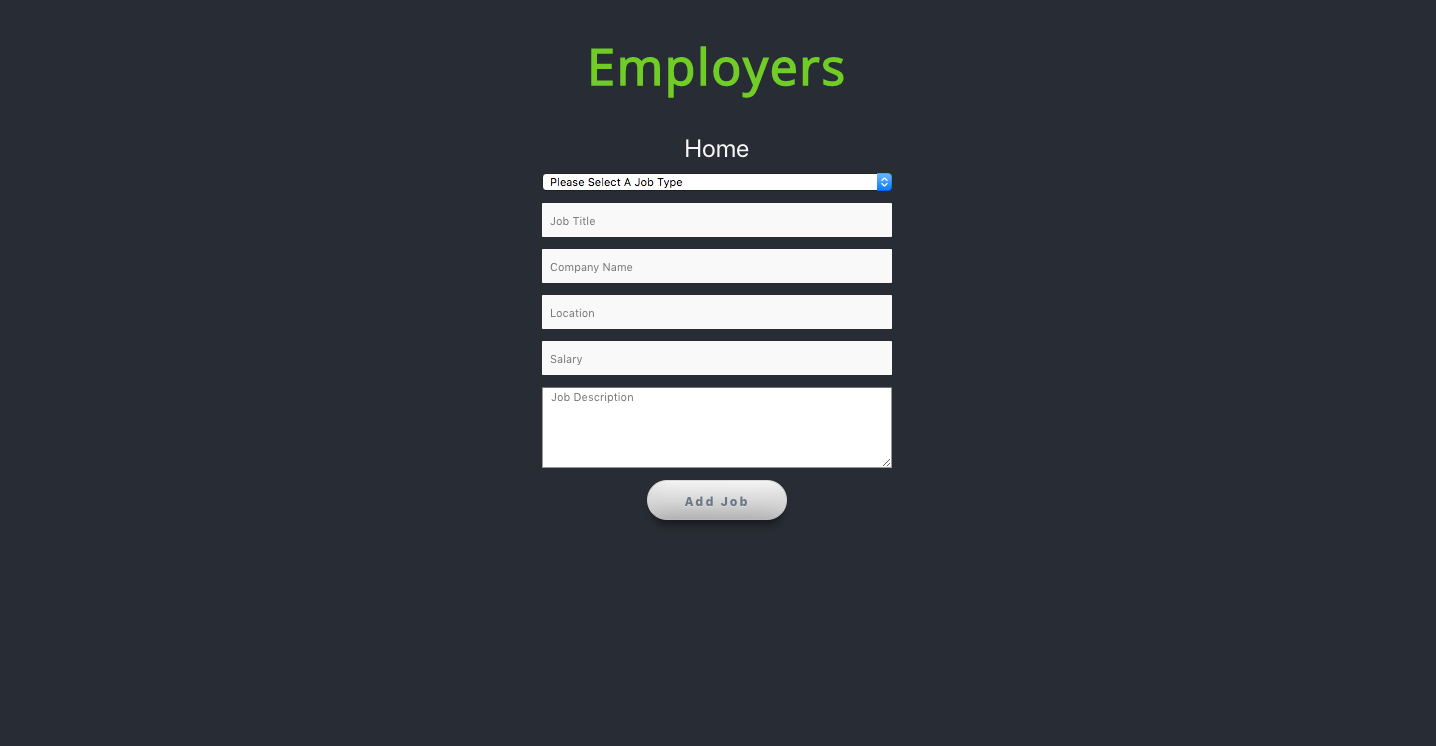 Employers
Home
Please Select A Job Type
Job Title
Company Name
Location
Salary
Job Description
Add Job